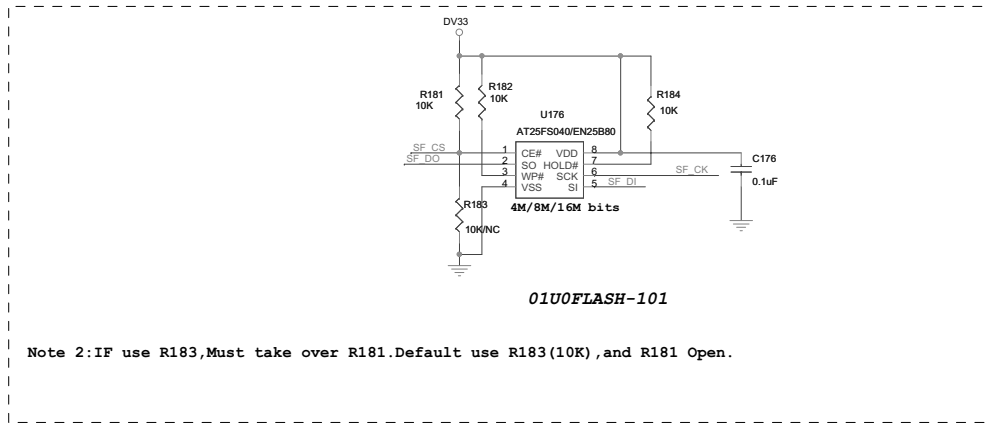 DV33
R181
10K
R182
10K
R184
10K
U176
AT25FS040/EN25B80
SF_CS
SF_DO
1 CE# VDD 8
2 SO HOLD# 7
3 WP# SCK 6
4 VSS SI 5
SF_CK
SF_DI
C176
0.1uF
R183
10K/NC
4M/8M/16M bits
01U0FLASH-101
Note 2:IF use R183,Must take over R181.Default use R183(10K),and R181 Open.